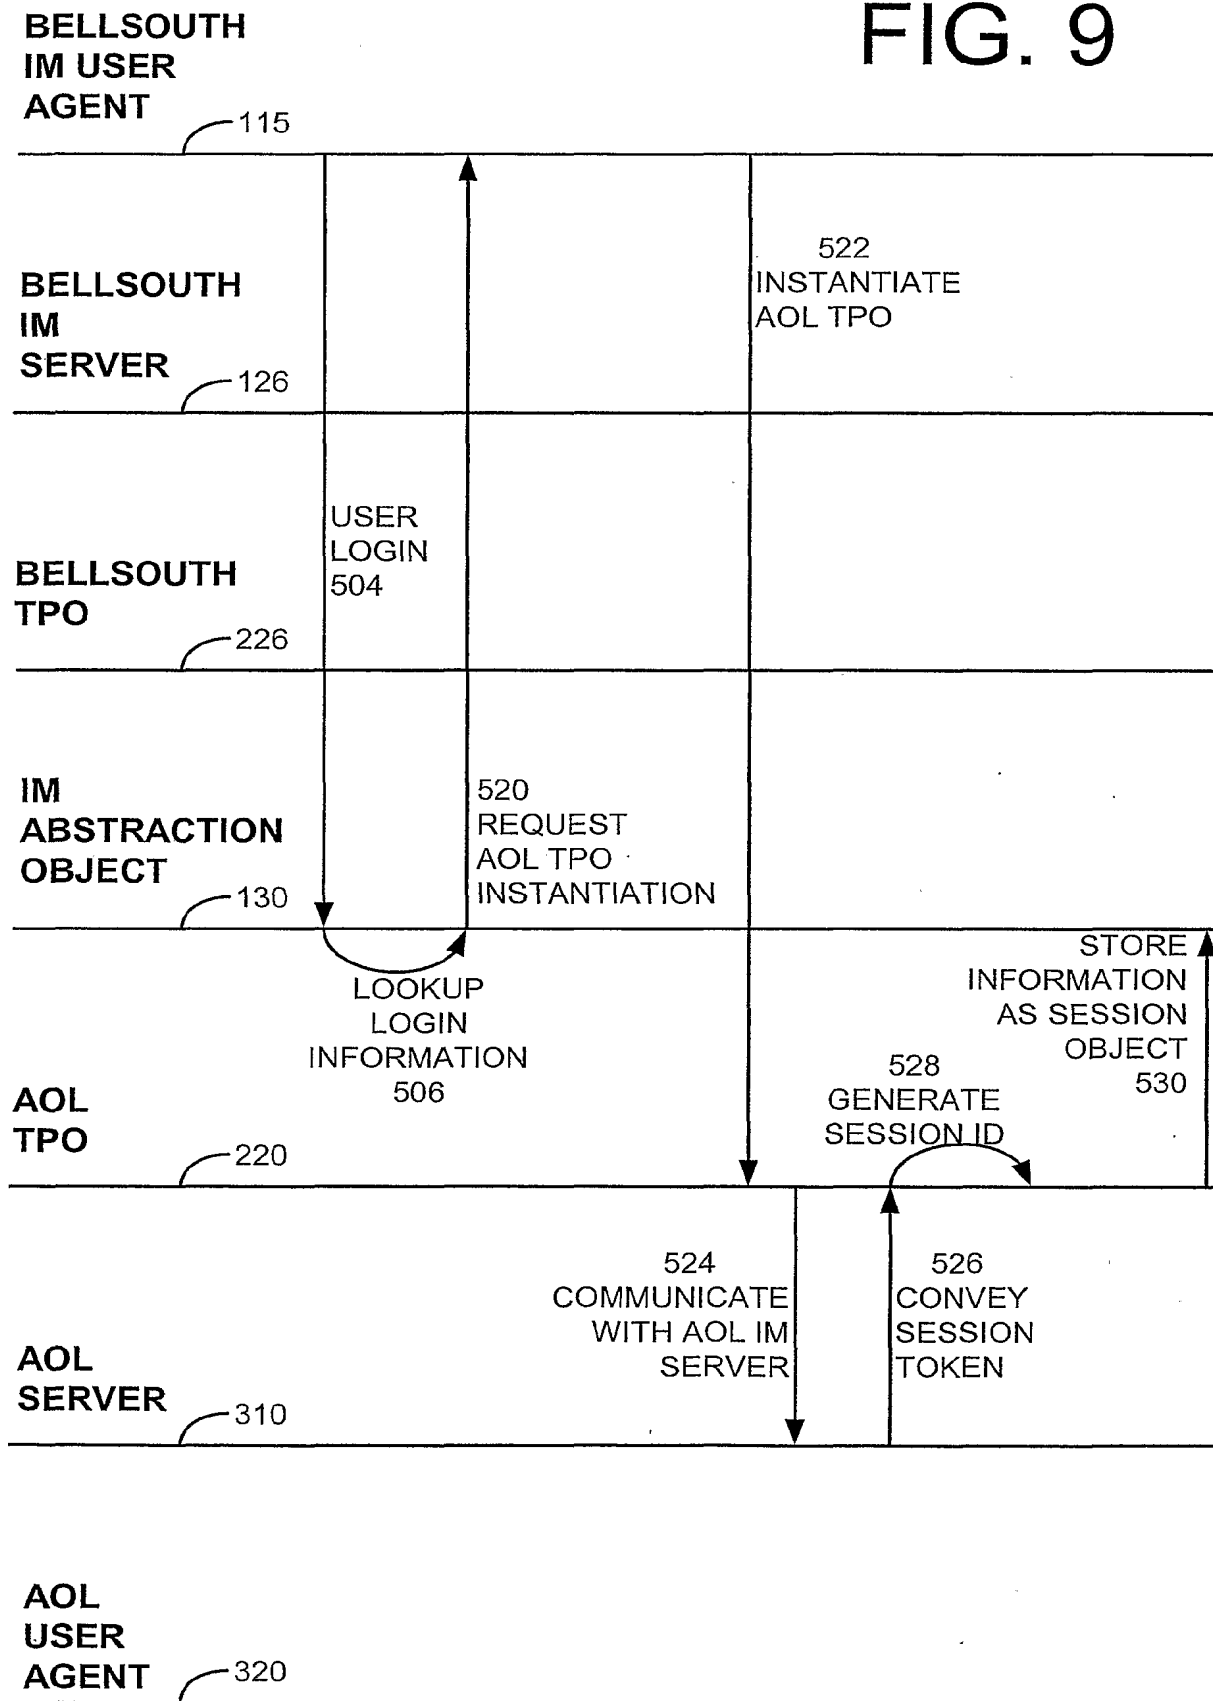 FIG. 9
BELLSOUTH
IM USER
AGENT
115
522
INSTANTIATE
AOL TPO
BELLSOUTH
IM
SERVER
126
USER
LOGIN
504
BELLSOUTH
TPO
226
IM
ABSTRACTION
OBJECT
130
520
REQUEST
AOL TPO
INSTANTIATION
LOOKUP
LOGIN
INFORMATION
506
STORE
INFORMATION
AS SESSION
OBJECT
530
528
GENERATE
SESSION ID
AOL
TPO
220
524
COMMUNICATE
WITH AOL IM
SERVER
526
CONVEY
SESSION
TOKEN
AOL
SERVER
310
AOL
USER
AGENT
320